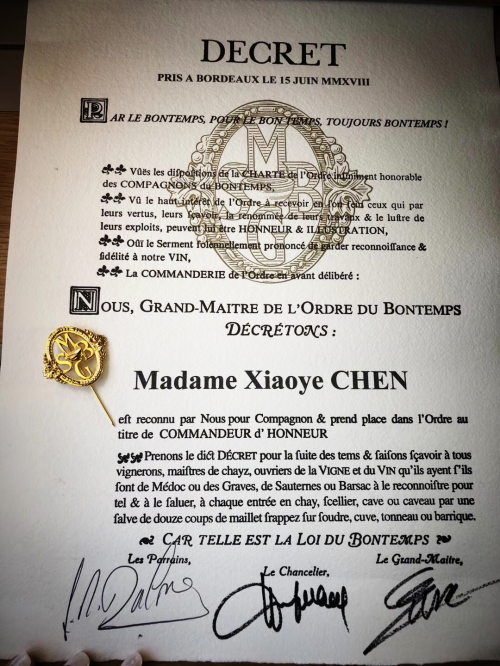 DECRET
PRIS A BORDEAUX LE 15 JUIN MMXVIII
PAR LE BONTEMPS, POUR LE BON TEMPS, TOUJOURS BONTEMPS !
Vûës les difpofitions de la CHARTE de l'Ordre infiniment honorable
des COMPAGNONS du BONTEMPS,
Vû le haut intérêt de l'Ordre à recevoir en fon fein ceux qui par
leurs vertus, leurs fçavoir, la renommée de leurs travaux & le luftre de
leurs exploits, peuvent lui être HONNEUR & ILLUSTRATION,
Oüï le Serment folennellement prononcé de garder reconnoiffance &
fidélité à notre VIN,
La COMMANDERIE de l'Ordre en avant délibéré :
NOUS, GRAND-MAITRE DE L'ORDRE DU BONTEMPS
DÉCRÉTONS :
Madame Xiaoye CHEN
eft reconnu par Nous pour Compagnon & prend place dans l'Ordre au
titre de COMMANDEUR d' HONNEUR
Prenons le dict DÉCRET pour la fuite des tems & faifons fçavoir à tous
vignerons, maiftres de chayz, ouvriers de la VIGNE et du VIN qu'ils ayent f'ils
font de Médoc ou des Graves, de Sauternes ou Barsac à le reconnoiftre pour
tel & à le faluer, à chaque entrée en chay, fcellier, cave ou caveau par une
falve de douze coups de maillet frappez fur foudre, cuve, tonneau ou barrique.
CAR TELLE EST LA LOI DU BONTEMPS
Les Parrains,
Le Chancelier,
Le Grand-Maitre,